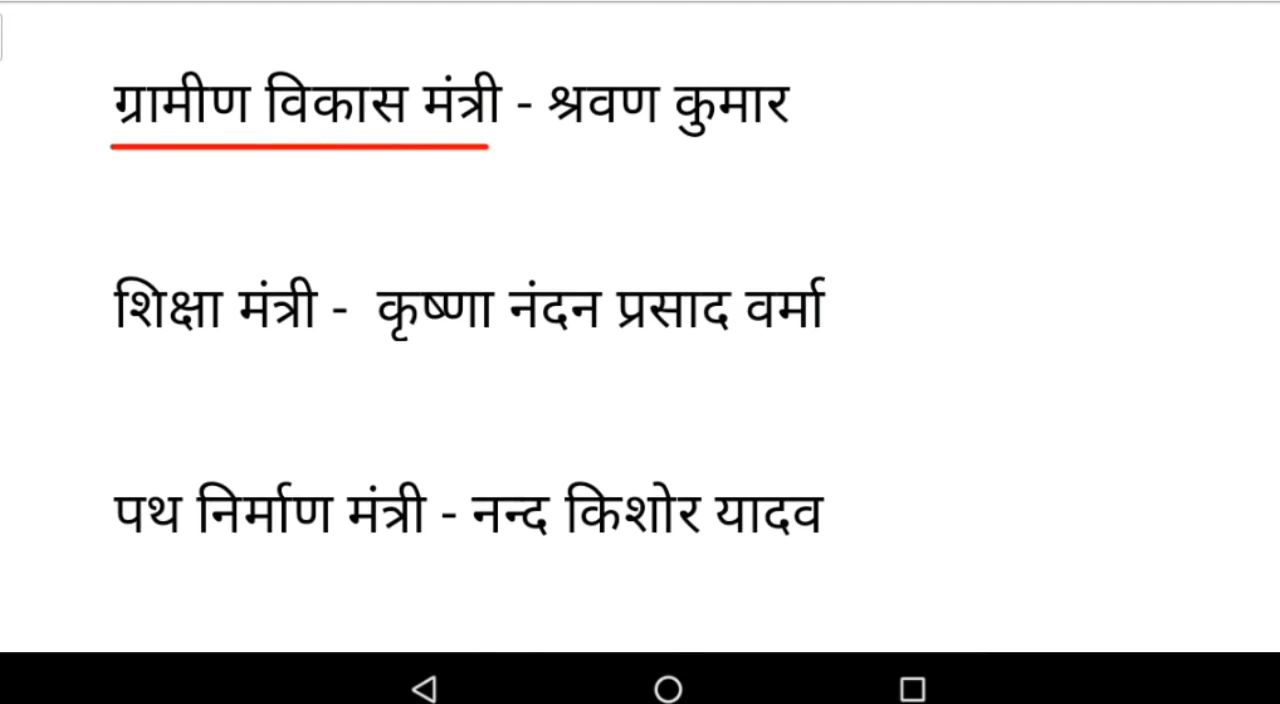 ग्रामीण विकास मंत्री - श्रवण कुमार
शिक्षा मंत्री - कृष्णा नंदन प्रसाद वर्मा
पथ निर्माण मंत्री - नन्द किशोर यादव